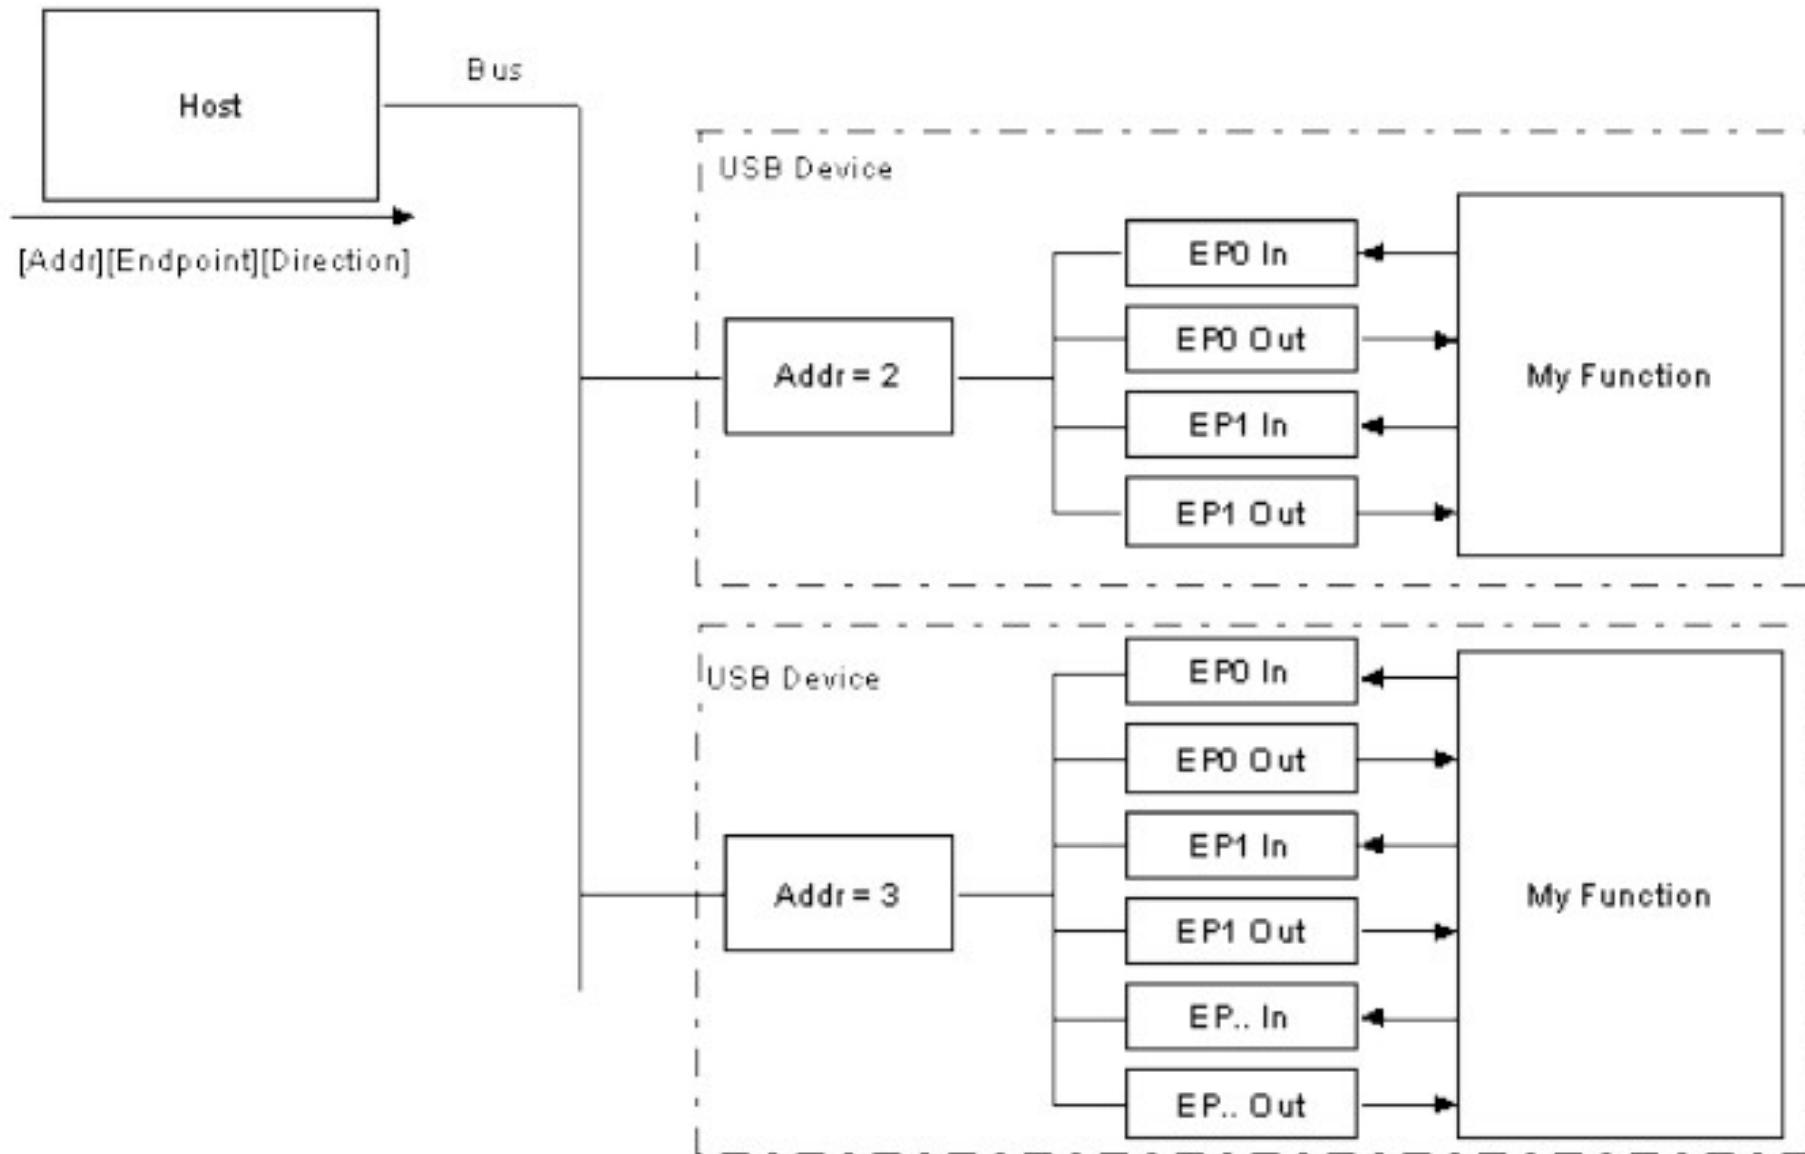 Host
Bus
[Addr][Endpoint][Direction]
USB Device
Addr = 2
EP0 In
EP0 Out
EP1 In
EP1 Out
My Function
USB Device
Addr = 3
EP0 In
EP0 Out
EP1 In
EP1 Out
EP.. In
EP.. Out
My Function